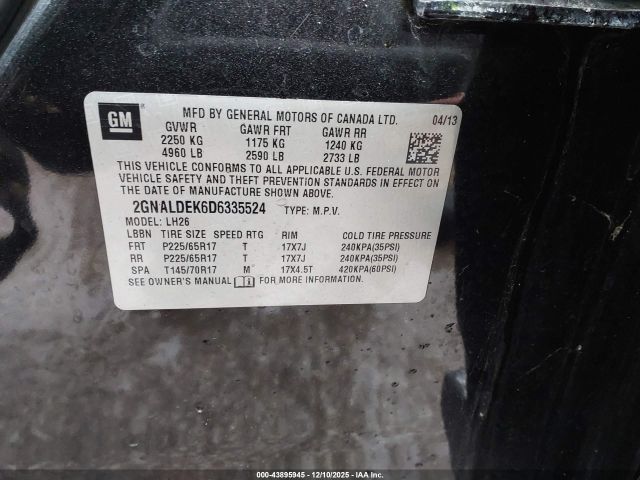 GM
MFD BY GENERAL MOTORS OF CANADA LTD. 04/13
GVWR GAWR FRT GAWR RR
2250 KG 1175 KG 1240 KG
4960 LB 2590 LB 2733 LB
THIS VEHICLE CONFORMS TO ALL APPLICABLE U.S. FEDERAL MOTOR
VEHICLE SAFETY AND THEFT PREVENTION STANDARDS IN EFFECT ON
THE DATE OF MANUFACTURE SHOWN ABOVE.
2GNALDEK6D6335524 TYPE: M.P.V.
MODEL: LH26
LBBN TIRE SIZE SPEED RTG RIM COLD TIRE PRESSURE
FRT P225/65R17 T 17X7J 240KPA(35PSI)
RR P225/65R17 T 17X7J 240KPA(35PSI)
SPA T145/70R17 M 17X4.5T 420KPA(60PSI)
SEE OWNER'S MANUAL FOR MORE INFORMATION.
000-43895945 - 12/10/2025 - IAA Inc.